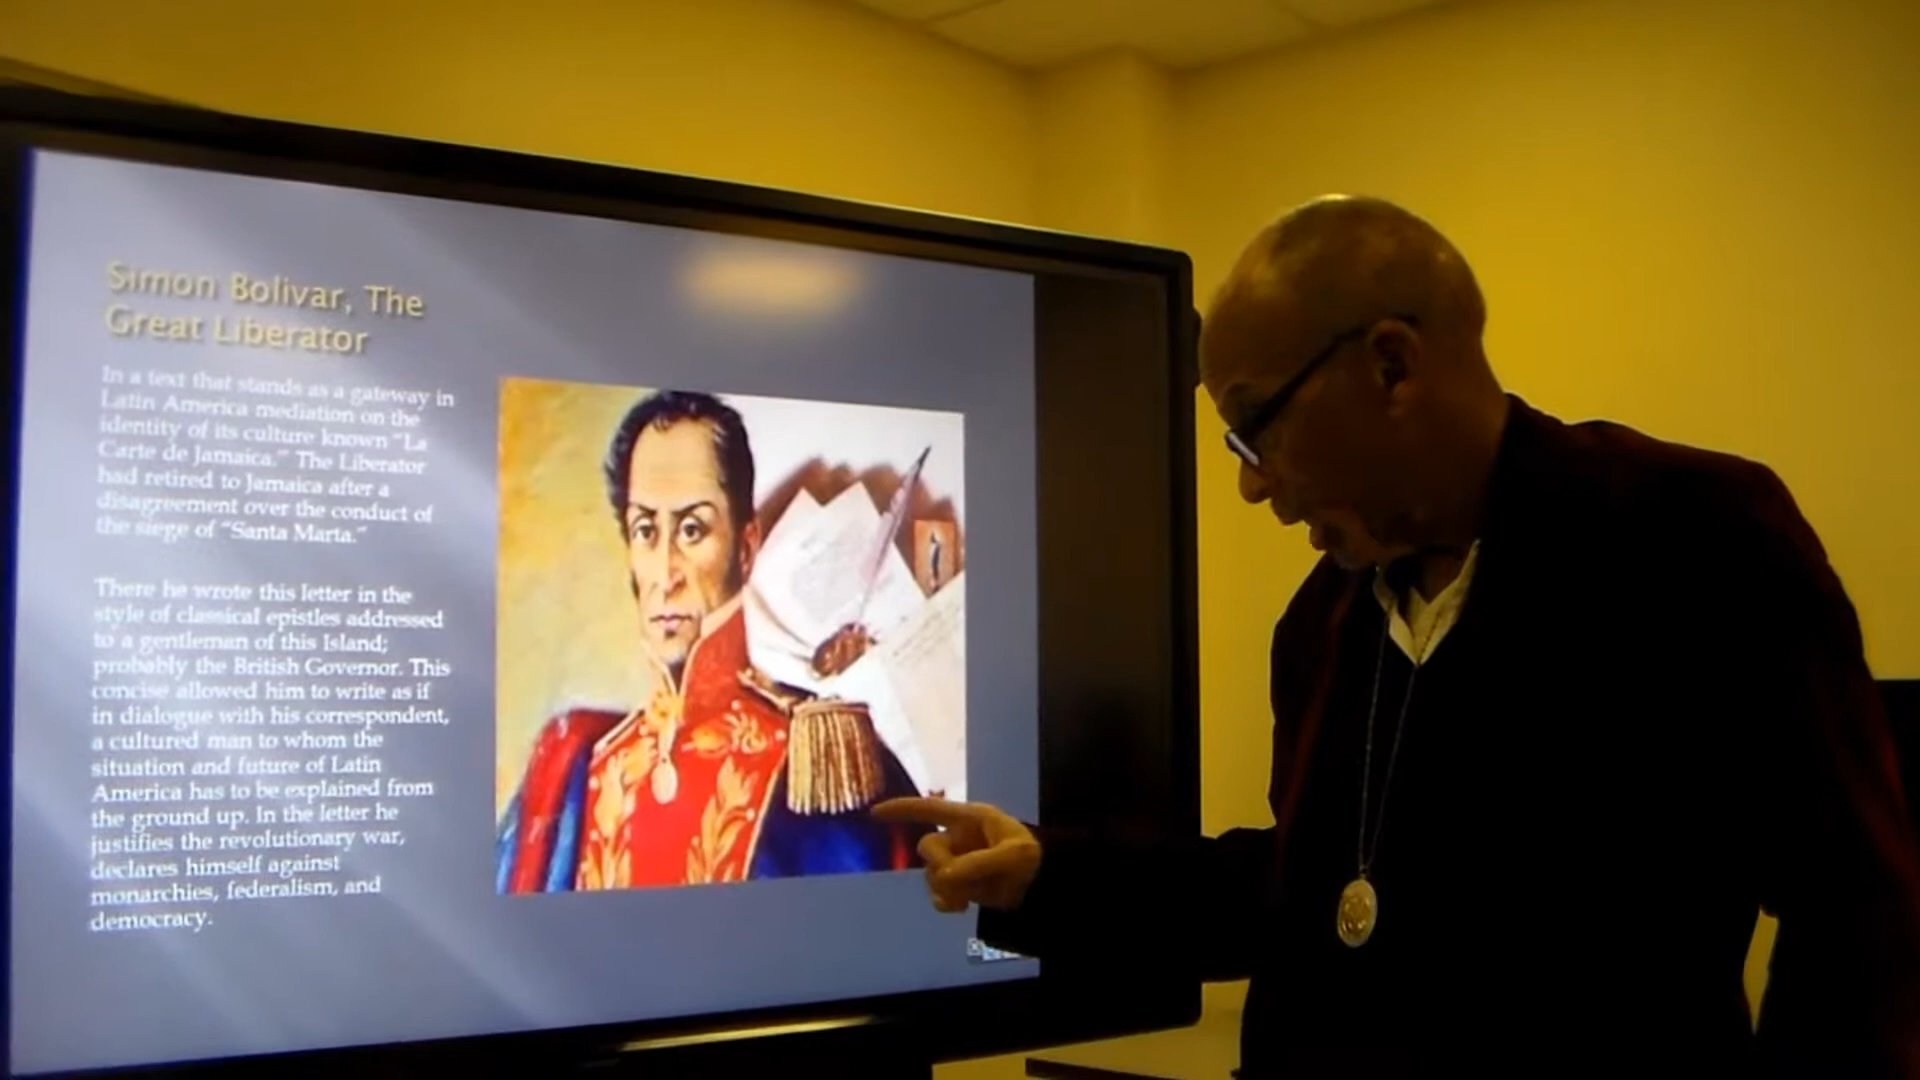 Simon Bolivar, The
Great Liberator
In a text that stands as a gateway in
Latin America mediation on the
identity of its culture known "La
Carte de Jamaica." The Liberator
had retired to Jamaica after a
disagreement over the conduct of
the siege of "Santa Marta."
There he wrote this letter in the
style of classical epistles addressed
to a gentleman of this Island;
probably the British Governor. This
concise allowed him to write as if
in dialogue with his correspondent,
a cultured man to whom the
situation and future of Latin
America has to be explained from
the ground up. In the letter he
justifies the revolutionary war,
declares himself against
monarchies, federalism, and
democracy.